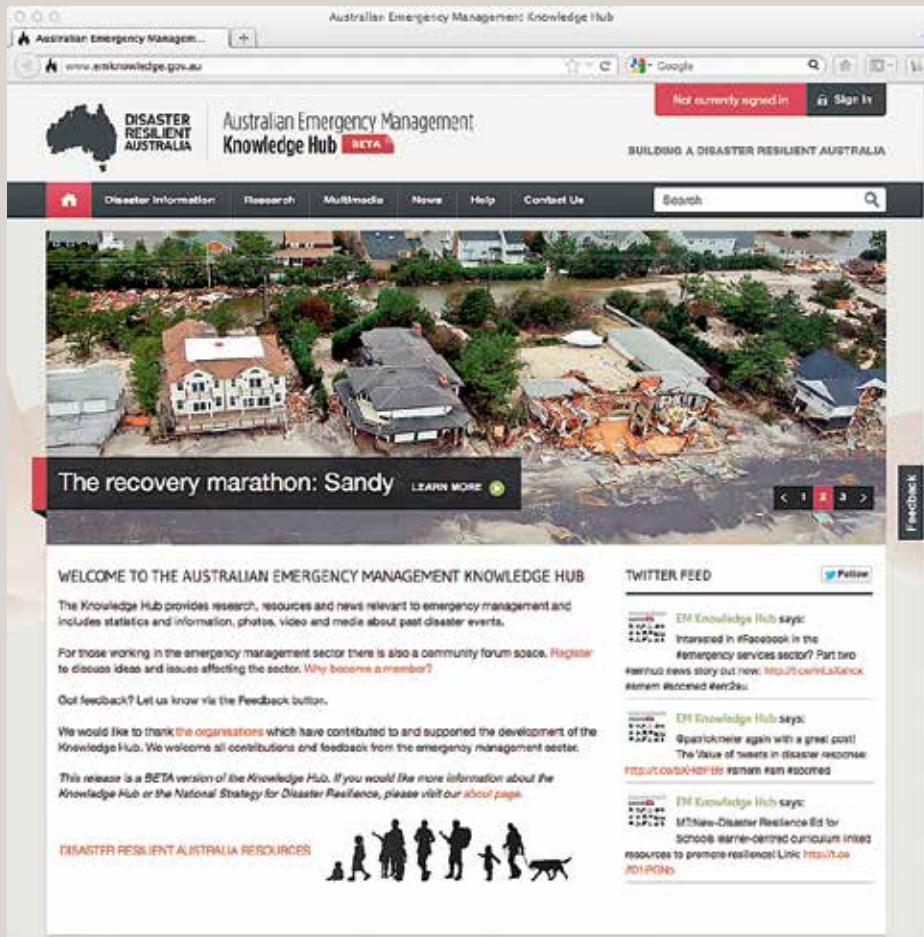 Australian Emergency Management Knowledge Hub
Australian Emergency Managem...
www.emknowledge.gov.au
Google
DISASTER
RESILIENT
AUSTRALIA
Australian Emergency Management
Knowledge Hub BETA
Not currently signed in
Sign In
BUILDING A DISASTER RESILIENT AUSTRALIA
Disaster Information Research Multimedia News Help Contact Us
Search
The recovery marathon: Sandy LEARN MORE
< 1 2 3 >
Feedback
WELCOME TO THE AUSTRALIAN EMERGENCY MANAGEMENT KNOWLEDGE HUB
The Knowledge Hub provides research, resources and news relevant to emergency management and
includes statistics and information, photos, video and media about past disaster events.
For those working in the emergency management sector there is also a community forum space. Register
to discuss ideas and issues affecting the sector. Why become a member?
Got feedback? Let us know via the Feedback button.
We would like to thank the organisations which have contributed to and supported the development of the
Knowledge Hub. We welcome all contributions and feedback from the emergency management sector.
This release is a BETA version of the Knowledge Hub. If you would like more information about the
Knowledge Hub or the National Strategy for Disaster Resilience, please visit our about page.
DISASTER RESILIENT AUSTRALIA RESOURCES
TWITTER FEED
Follow
EM Knowledge Hub says:
Interested in #Facebook in the
#emergency services sector? Part two
#emhub news story out now:
#smem #socmed #em2au
EM Knowledge Hub says:
@patrickmeier again with a great post!
The Value of tweets in disaster response:
#smem #sm #socmed
EM Knowledge Hub says:
MT:New-Disaster Resilience Ed for
Schools learner-centred curriculum linked
resources to promote resilience! Link: